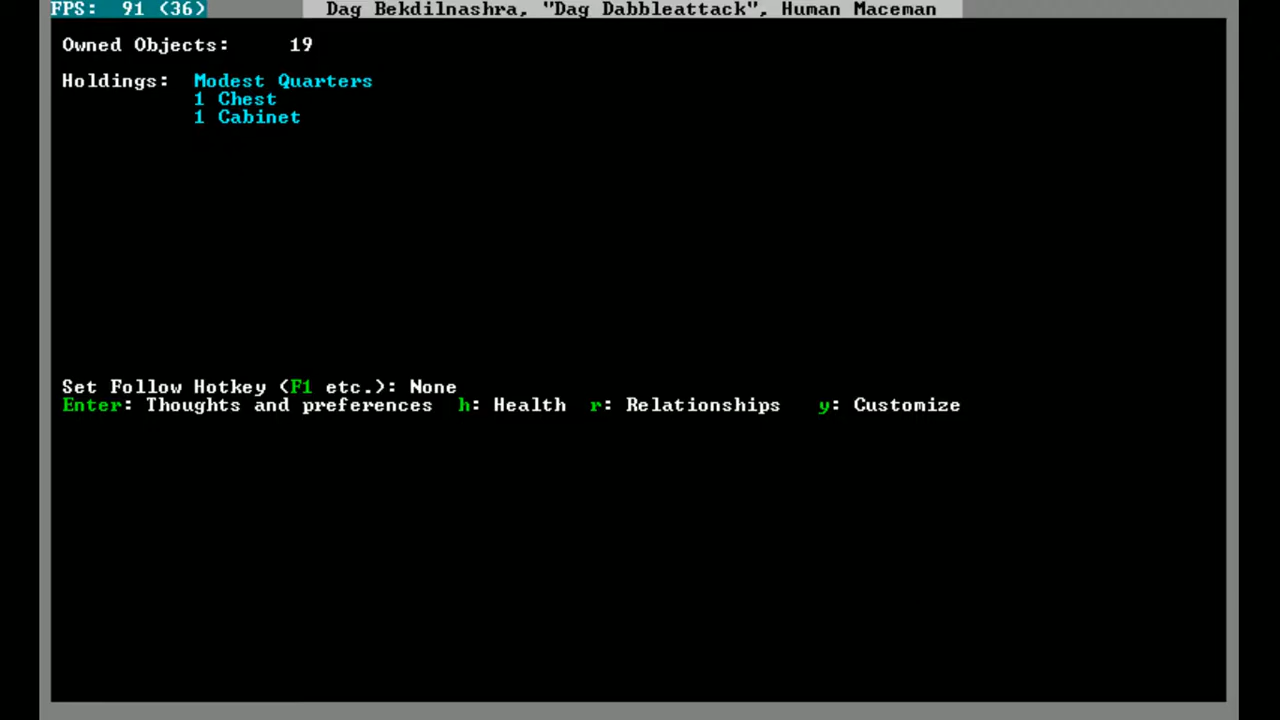 FPS: 91 (36) Dag Bekdilnashra, "Dag Dabbleattack", Human Maceman
Owned Objects: 19
Holdings: Modest Quarters
1 Chest
1 Cabinet
Set Follow Hotkey (F1 etc.): None
Enter: Thoughts and preferences h: Health r: Relationships y: Customize